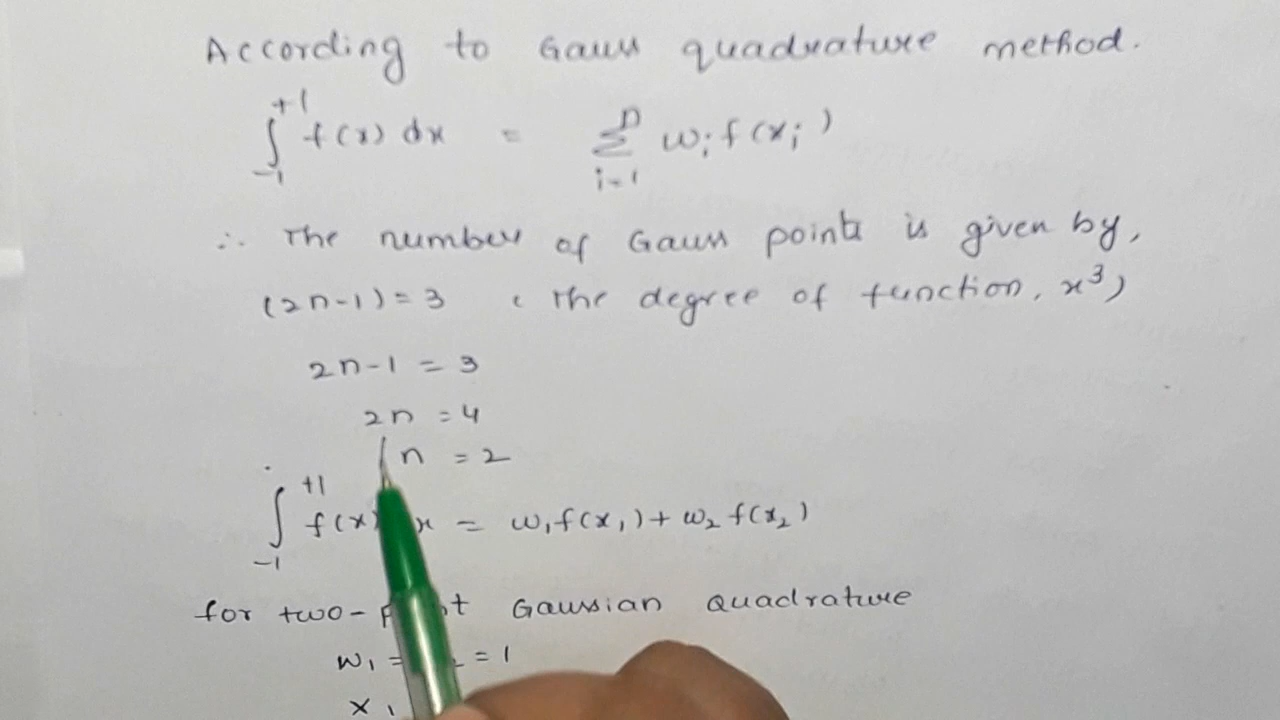 According to Gauss quadrature method.
∫₋₁⁺¹ f(x) dx = Σᵢ₌₁ⁿ wᵢ f(xᵢ)
∴ The number of Gauss points is given by,
(2n-1) = 3 ( The degree of function, x³)
2n-1 = 3
2n = 4
n = 2
∫₋₁⁺¹ f(x) x = w₁f(x₁) + w₂ f(x₂)
for two- Gaussian quadrature
w₁ = = 1
x₁